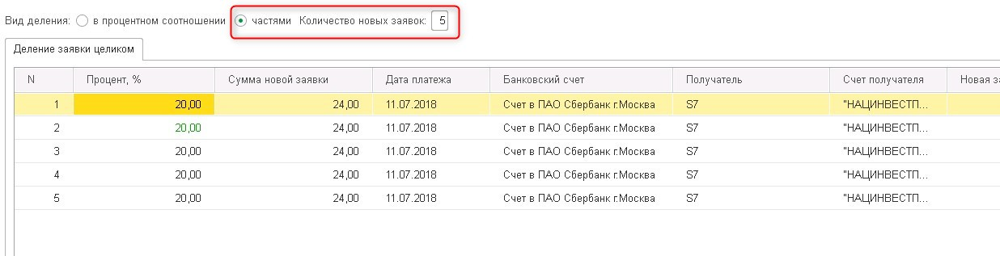 Вид деления: в процентном соотношении частями Количество новых заявок: 5
Деление заявки целиком
N Процент, % Сумма новой заявки Дата платежа Банковский счет Получатель Счет получателя Новая за
1 20,00 24,00 11.07.2018 Счет в ПАО Сбербанк г.Москва S7 "НАЦИНВЕСТП...
2 20,00 24,00 11.07.2018 Счет в ПАО Сбербанк г.Москва S7 "НАЦИНВЕСТП...
3 20,00 24,00 11.07.2018 Счет в ПАО Сбербанк г.Москва S7 "НАЦИНВЕСТП...
4 20,00 24,00 11.07.2018 Счет в ПАО Сбербанк г.Москва S7 "НАЦИНВЕСТП...
5 20,00 24,00 11.07.2018 Счет в ПАО Сбербанк г.Москва S7 "НАЦИНВЕСТП...